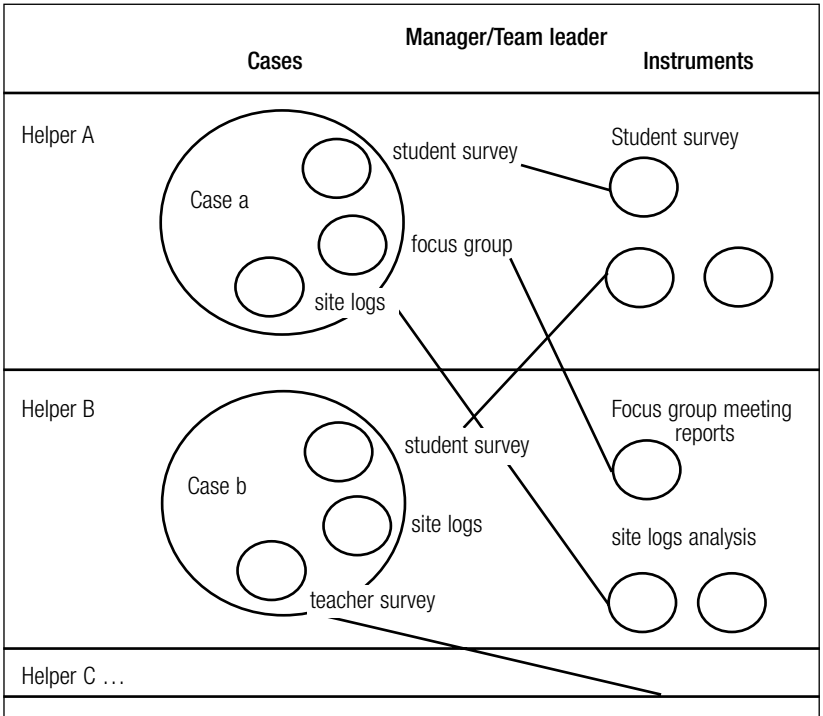 Manager/Team leader
Cases
Instruments
Helper A
Case a
student survey
focus group
site logs
Student survey
Helper B
Case b
student survey
site logs
teacher survey
Focus group meeting
reports
site logs analysis
Helper C …